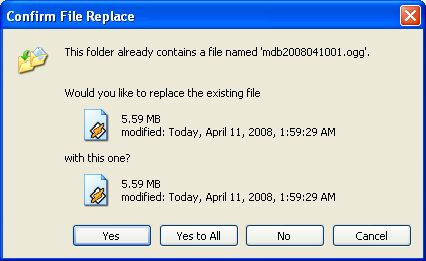 Confirm File Replace
This folder already contains a file named 'mdb2008041001.ogg'.
Would you like to replace the existing file
5.59 MB
modified: Today, April 11, 2008, 1:59:29 AM
with this one?
5.59 MB
modified: Today, April 11, 2008, 1:59:29 AM
Yes
Yes to All
No
Cancel